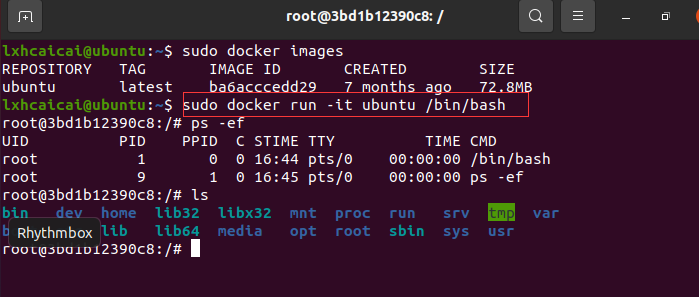 root@3bd1b12390c8: /
lxhcaicai@ubuntu:~$ sudo docker images
REPOSITORY   TAG       IMAGE ID       CREATED        SIZE
ubuntu       latest    ba6acccedd29   7 months ago   72.8MB
lxhcaicai@ubuntu:~$ sudo docker run -it ubuntu /bin/bash
root@3bd1b12390c8:/# ps -ef
UID          PID    PPID  C STIME TTY          TIME CMD
root           1       0  0 16:44 pts/0    00:00:00 /bin/bash
root           9       1  0 16:45 pts/0    00:00:00 ps -ef
root@3bd1b12390c8:/# ls
bin   dev  home  lib32  libx32  mnt  proc  run   srv  tmp  var
lib  lib64  media   opt  root  sbin  sys  usr
Rhythmbox
root@3bd1b12390c8:/#